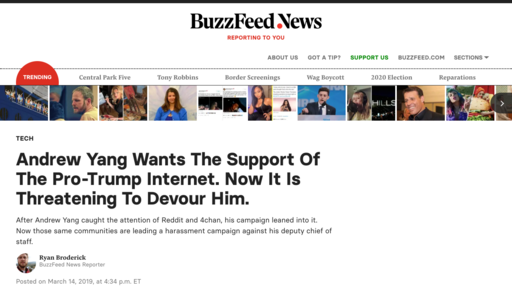 BuzzFeed News
REPORTING TO YOU
ABOUT US GOT A TIP? SUPPORT US BUZZFEED.COM SECTIONS
TRENDING Central Park Five Tony Robbins Border Screenings Wag Boycott 2020 Election Reparations
HILLS
TECH
Andrew Yang Wants The Support Of
The Pro-Trump Internet. Now It Is
Threatening To Devour Him.
After Andrew Yang caught the attention of Reddit and 4chan, his campaign leaned into it.
Now those same communities are leading a harassment campaign against his deputy chief of
staff.
Ryan Broderick
BuzzFeed News Reporter
Posted on March 14, 2019, at 4:34 p.m. ET